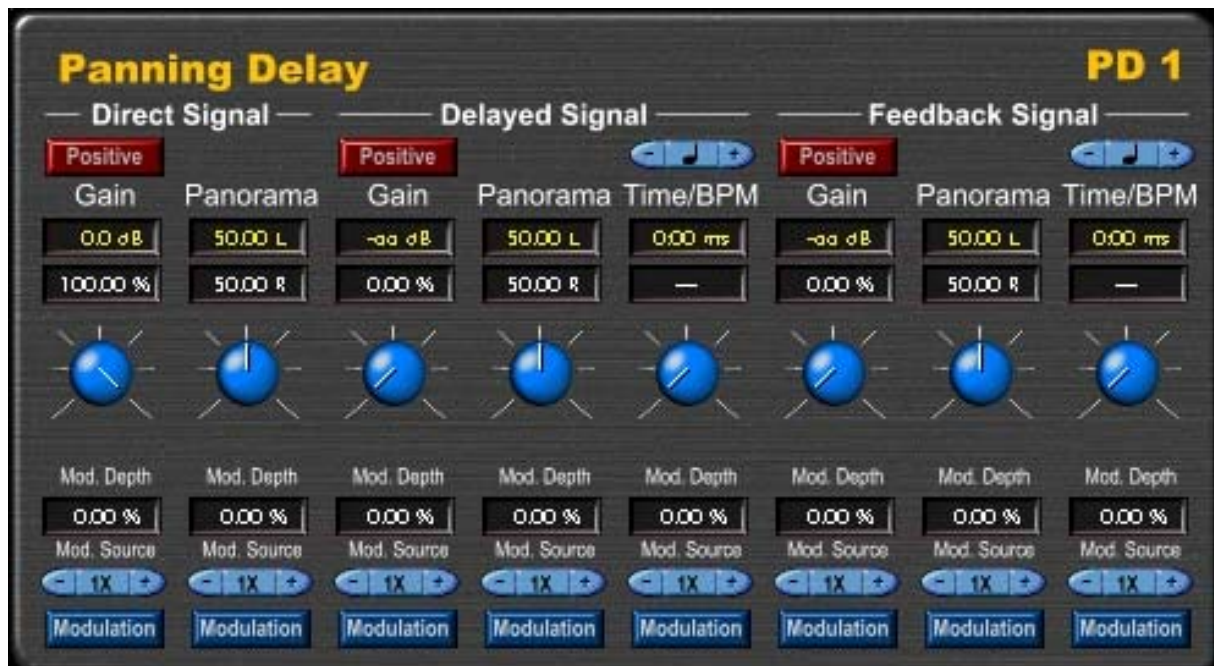 Panning Delay PD 1
Direct Signal Delayed Signal Feedback Signal
Positive Positive - + Positive - +
Gain Panorama Gain Panorama Time/BPM Gain Panorama Time/BPM
0.0 dB 50.00 L -oo dB 50.00 L 0.00 ms -oo dB 50.00 L 0.00 ms
100.00 % 50.00 R 0.00 % 50.00 R — 0.00 % 50.00 R —
Mod. Depth Mod. Depth Mod. Depth Mod. Depth Mod. Depth Mod. Depth Mod. Depth Mod. Depth
0.00 % 0.00 % 0.00 % 0.00 % 0.00 % 0.00 % 0.00 % 0.00 %
Mod. Source Mod. Source Mod. Source Mod. Source Mod. Source Mod. Source Mod. Source Mod. Source
- 1X + - 1X + - 1X + - 1X + - 1X + - 1X + - 1X + - 1X +
Modulation Modulation Modulation Modulation Modulation Modulation Modulation Modulation